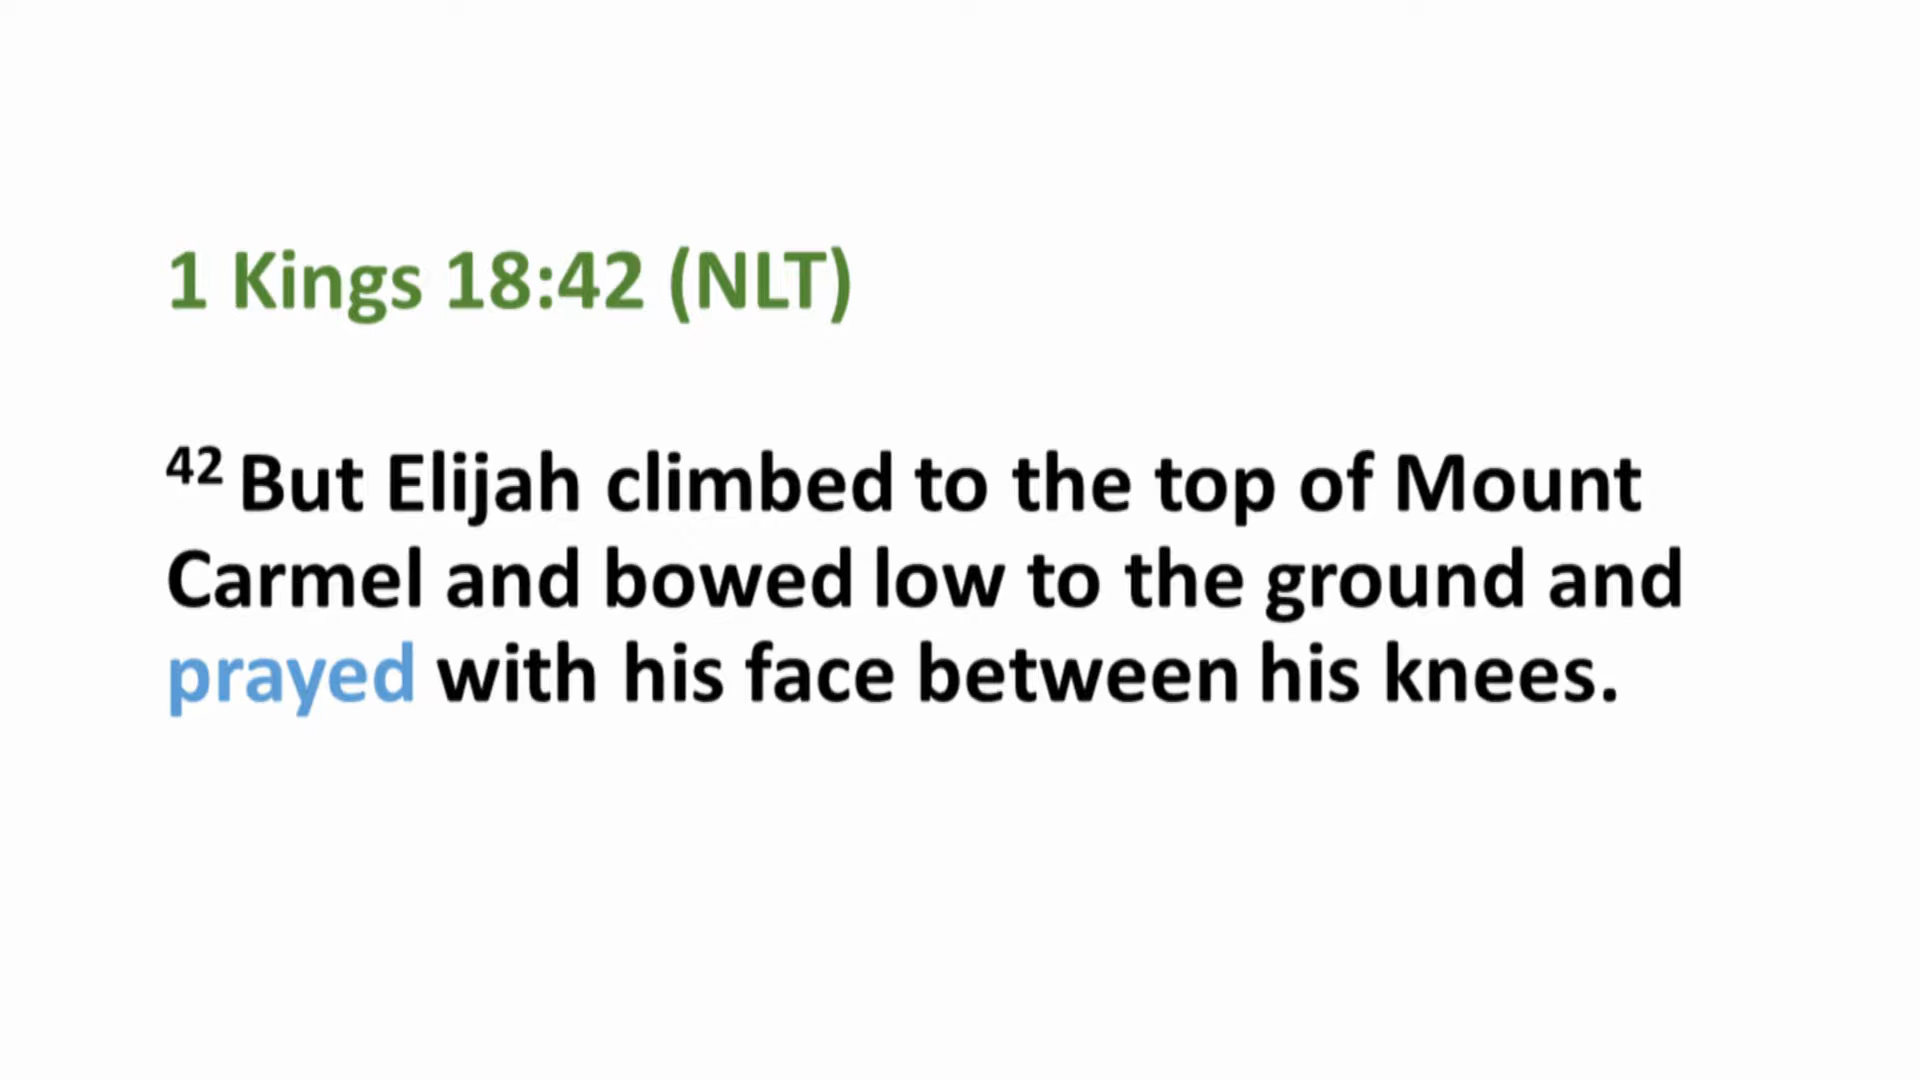 1 Kings 18:42 (NLT)
42 But Elijah climbed to the top of Mount
Carmel and bowed low to the ground and
prayed with his face between his knees.